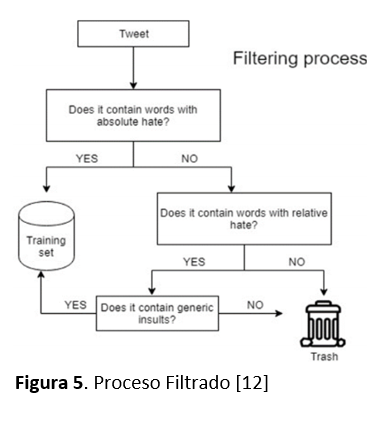 Tweet
Filtering process
Does it contain words with
absolute hate?
YES
NO
Training
set
Does it contain words with relative
hate?
YES
NO
YES
Does it contain generic
insults?
NO
Trash
Figura 5. Proceso Filtrado [12]